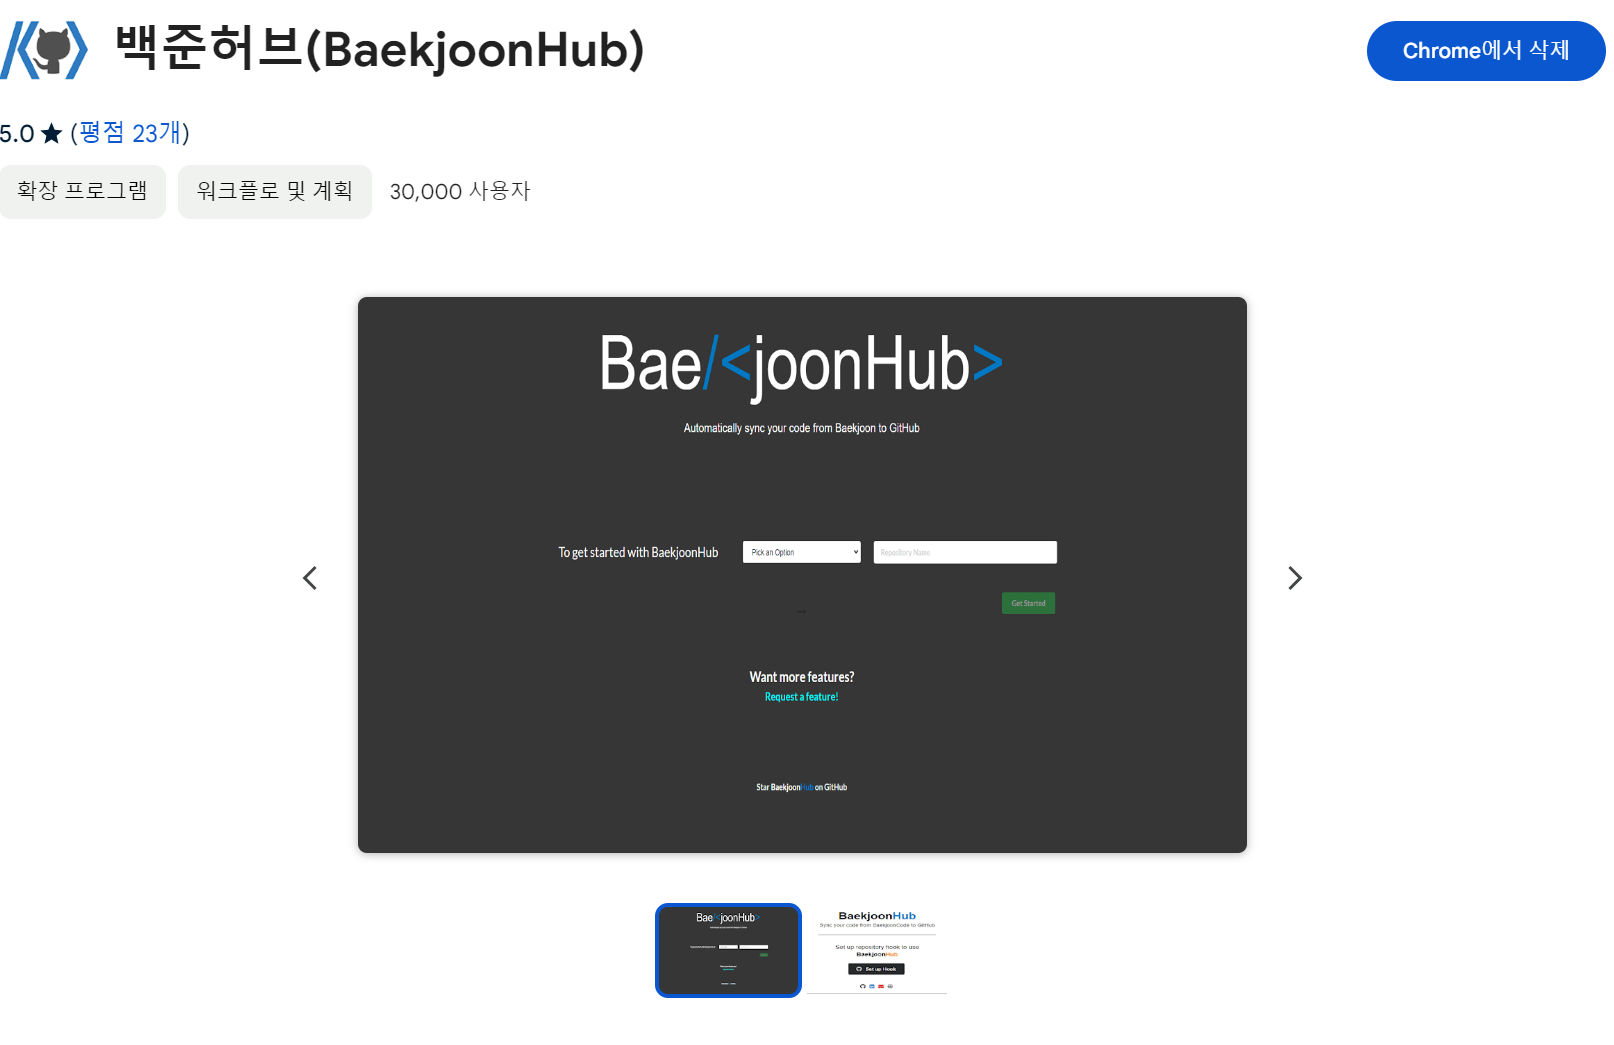 백준허브(BaekjoonHub)
Chrome에서 삭제
5.0 ★ (평점 23개)
확장 프로그램
워크플로 및 계획
30,000 사용자
Bae/<joonHub>
Automatically sync your code from Baekjoon to GitHub
To get started with BaekjoonHub
Pick an Option
Repository Name
Get Started
Want more features?
Request a feature!
Star BaekjoonHub on GitHub
Bae/<joonHub>
BaekjoonHub
Sync your code from BaekjoonCode to GitHub
Set up repository hook to use
BaekjoonHub
Set up Hook